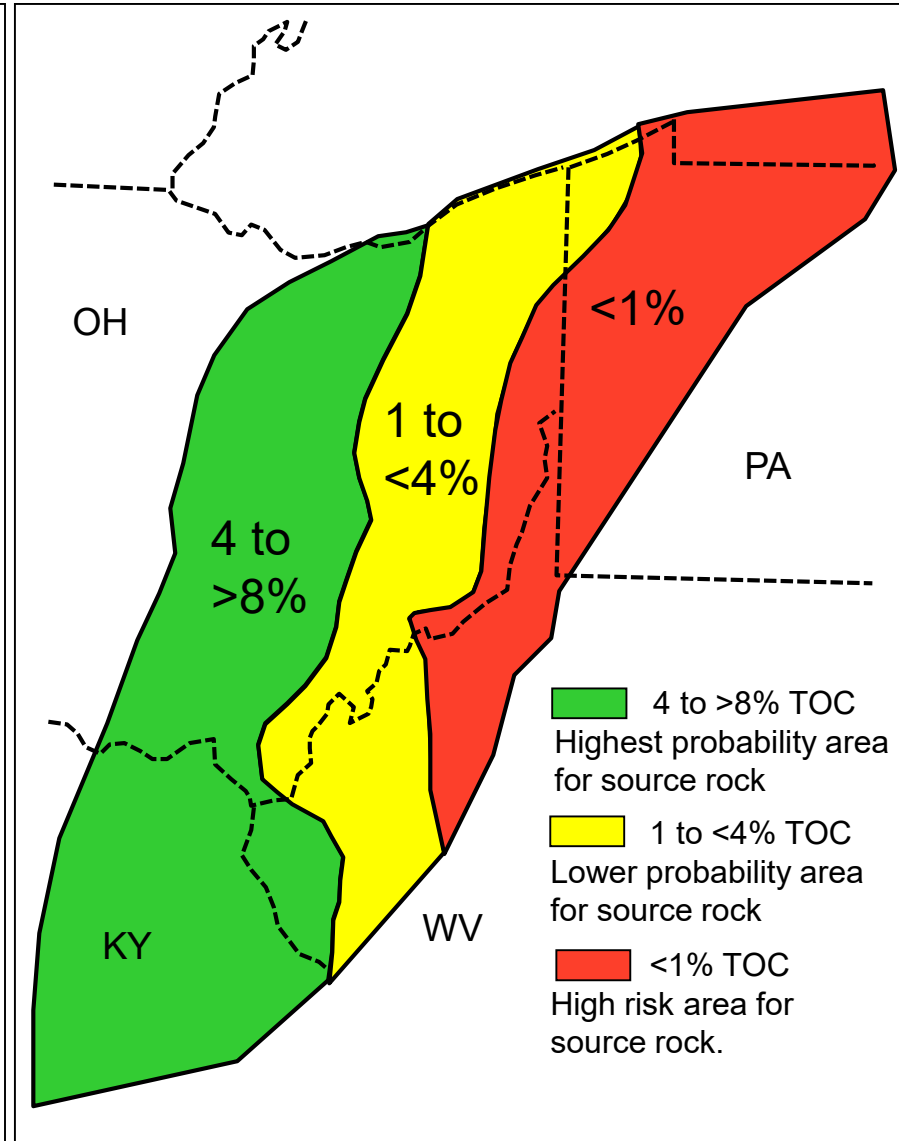 OH
<1%
1 to
<4%
PA
4 to
>8%
KY
WV
4 to >8% TOC
Highest probability area
for source rock
1 to <4% TOC
Lower probability area
for source rock
<1% TOC
High risk area for
source rock.